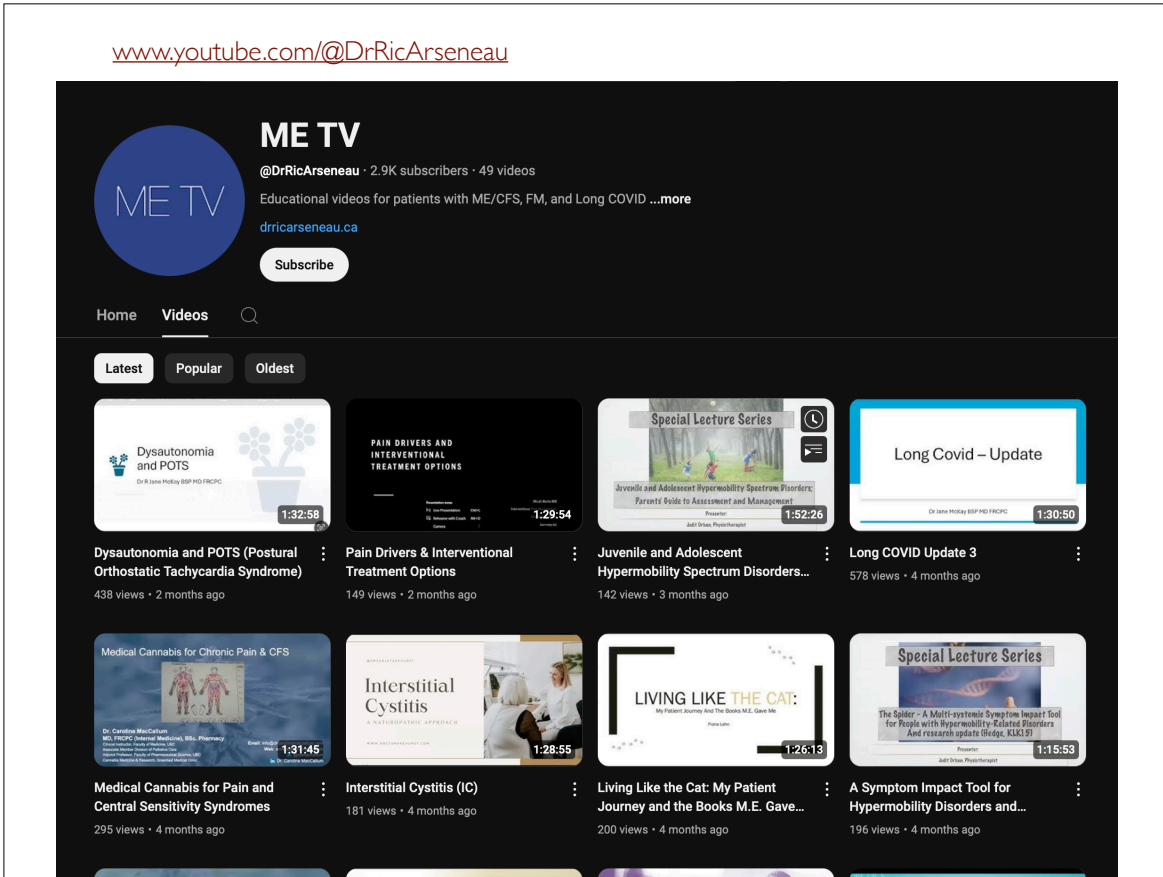 www.youtube.com/@DrRicArseneau
ME TV
ME TV
@DrRicArseneau · 2.9K subscribers · 49 videos
Educational videos for patients with ME/CFS, FM, and Long COVID ...more
drricarseneau.ca
Subscribe
Home Videos
Latest Popular Oldest
Dysautonomia
and POTS
Dr R Jane McKay BSP MD FRCPC
1:32:58
PAIN DRIVERS AND
INTERVENTIONAL
TREATMENT OPTIONS
1:29:54
Special Lecture Series
Juvenile and Adolescent Hypermobility Spectrum Disorders;
Parents' Guide to Assessment and Management
Presenter:
Judit Orban, Physiotherapist
1:52:26
Long Covid – Update
Dr Jane McKay MD FRCPC
1:30:50
Dysautonomia and POTS (Postural
Orthostatic Tachycardia Syndrome)
438 views • 2 months ago
Pain Drivers & Interventional
Treatment Options
149 views • 2 months ago
Juvenile and Adolescent
Hypermobility Spectrum Disorders...
142 views • 3 months ago
Long COVID Update 3
578 views • 4 months ago
Medical Cannabis for Chronic Pain & CFS
Dr. Caroline MacCallum
MD, FRCPC (Internal Medicine), BSc. Pharmacy
1:31:45
Interstitial
Cystitis
A NATUROPATHIC APPROACH
1:28:55
LIVING LIKE THE CAT:
My Patient Journey And The Books M.E. Gave Me
1:26:13
Special Lecture Series
The Spider - A Multi-systemic Symptom Impact Tool
for People with Hypermobility-Related Disorders
And research update (Hedge, KLK15)
Presenter:
Judit Orban, Physiotherapist
1:15:53
Medical Cannabis for Pain and
Central Sensitivity Syndromes
295 views • 4 months ago
Interstitial Cystitis (IC)
181 views • 4 months ago
Living Like the Cat: My Patient
Journey and the Books M.E. Gave...
200 views • 4 months ago
A Symptom Impact Tool for
Hypermobility Disorders and...
196 views • 4 months ago